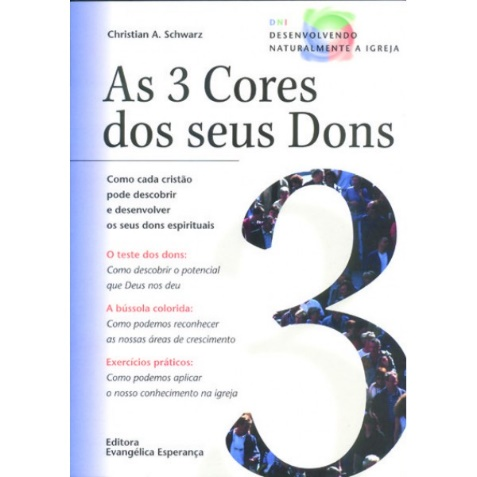 Christian A. Schwarz
DNI
DESENVOLVENDO
NATURALMENTE A IGREJA
As 3 Cores
dos seus Dons
Como cada cristão
pode descobrir
e desenvolver
os seus dons espirituais
O teste dos dons:
Como descobrir o potencial
que Deus nos deu
A bússola colorida:
Como podemos reconhecer
as nossas áreas de crescimento
Exercícios práticos:
Como podemos aplicar
o nosso conhecimento na igreja
3
Editora
Evangélica Esperança